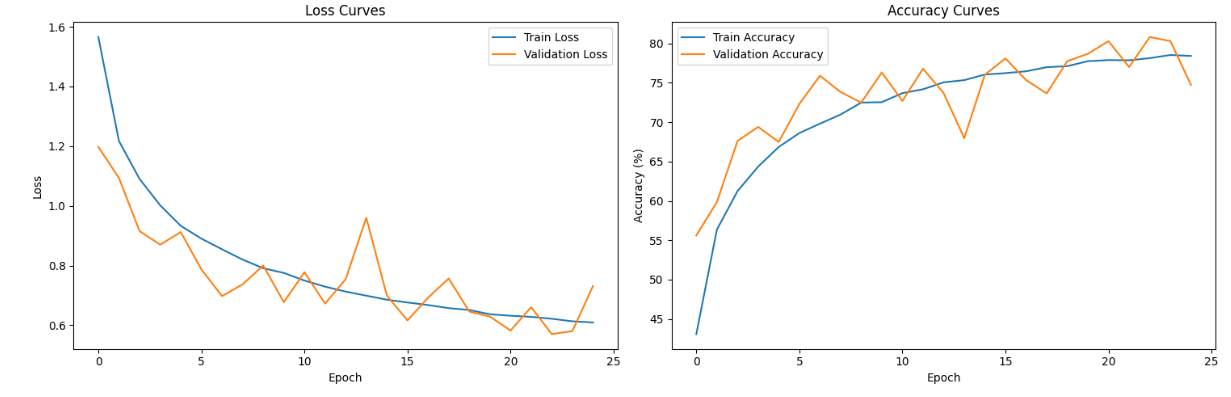 Loss Curves
1.6
1.4
1.2
1.0
0.8
0.6
Loss
Train Loss
Validation Loss
0 5 10 15 20 25
Epoch
Accuracy Curves
80
75
70
65
60
55
50
45
Accuracy (%)
Train Accuracy
Validation Accuracy
0 5 10 15 20 25
Epoch